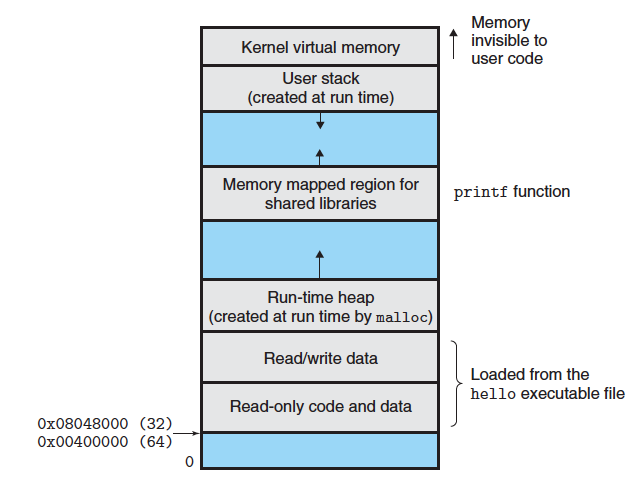 Memory
invisible to
user code
Kernel virtual memory
User stack
(created at run time)
Memory mapped region for
shared libraries
printf function
Run-time heap
(created at run time by malloc)
Read/write data
Loaded from the
hello executable file
Read-only code and data
0x08048000 (32)
0x00400000 (64)
0